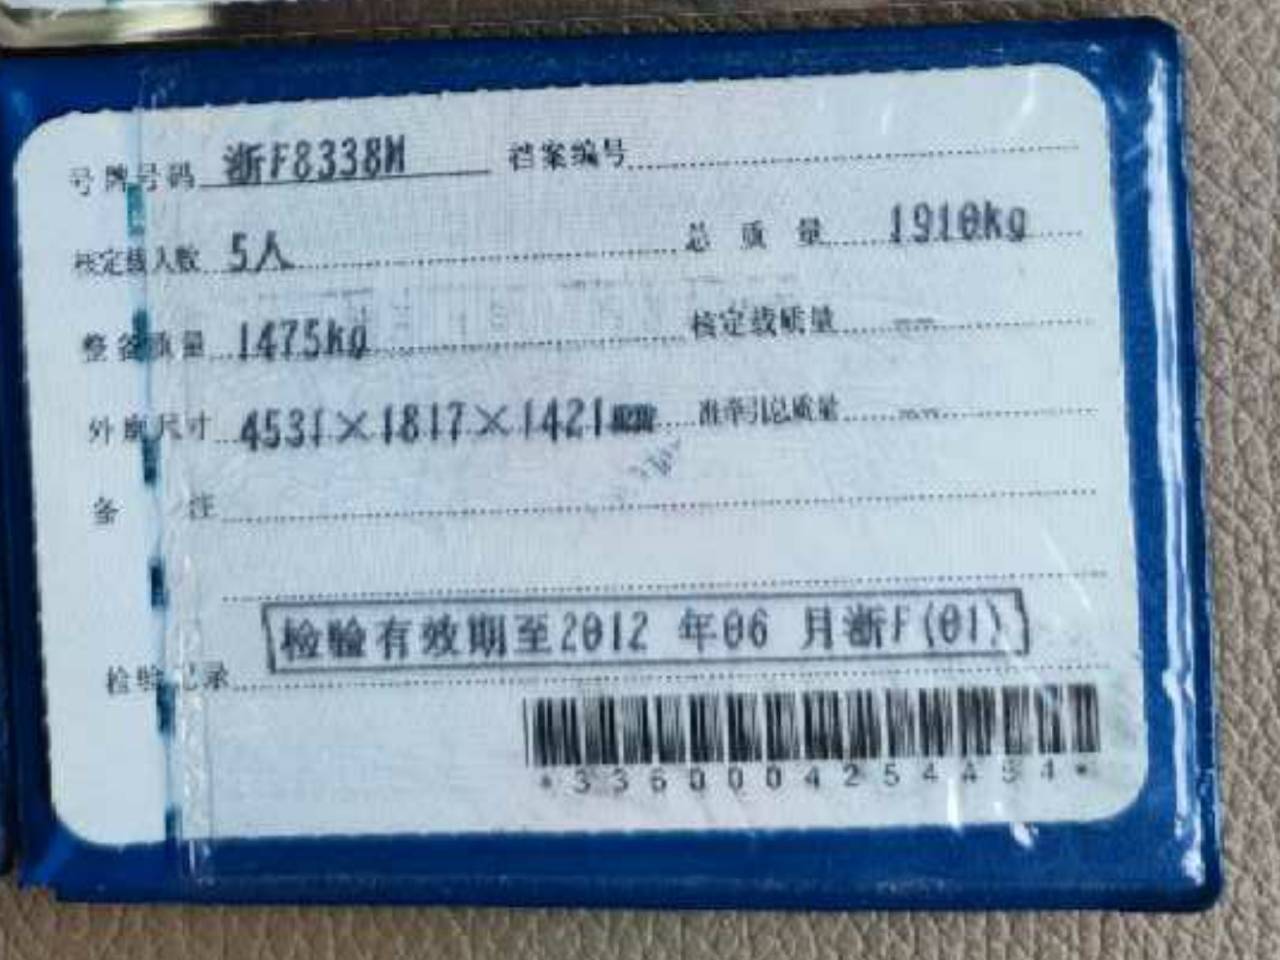 号牌号码 浙F8338M 档案编号
核定载人数 5人 总质量 1910kg
整备质量 1475kg 核定载质量 --
外廓尺寸 4531×1817×1421mm 准牵引总质量 --
备注
检验有效期至2012 年06 月浙F(01)
检验记录
*3360004254454*